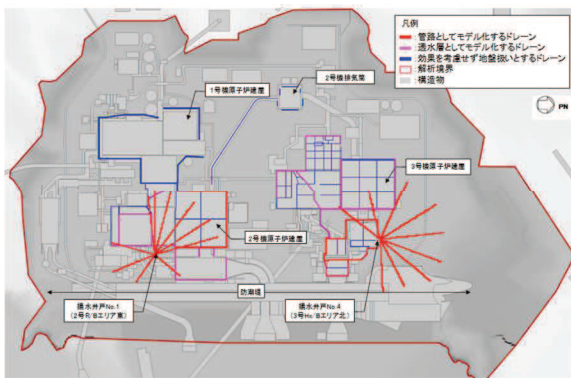 凡例
:管路としてモデル化するドレーン
:透水層としてモデル化するドレーン
:効果を考慮せず地盤扱いとするドレーン
:解析境界
:構造物
PN
2号機排気筒
1号機原子炉建屋
3号機原子炉建屋
2号機原子炉建屋
防潮堤
揚水井戸No.1
(2号R/Bエリア東)
揚水井戸No.4
(3号Hx/Bエリア北)